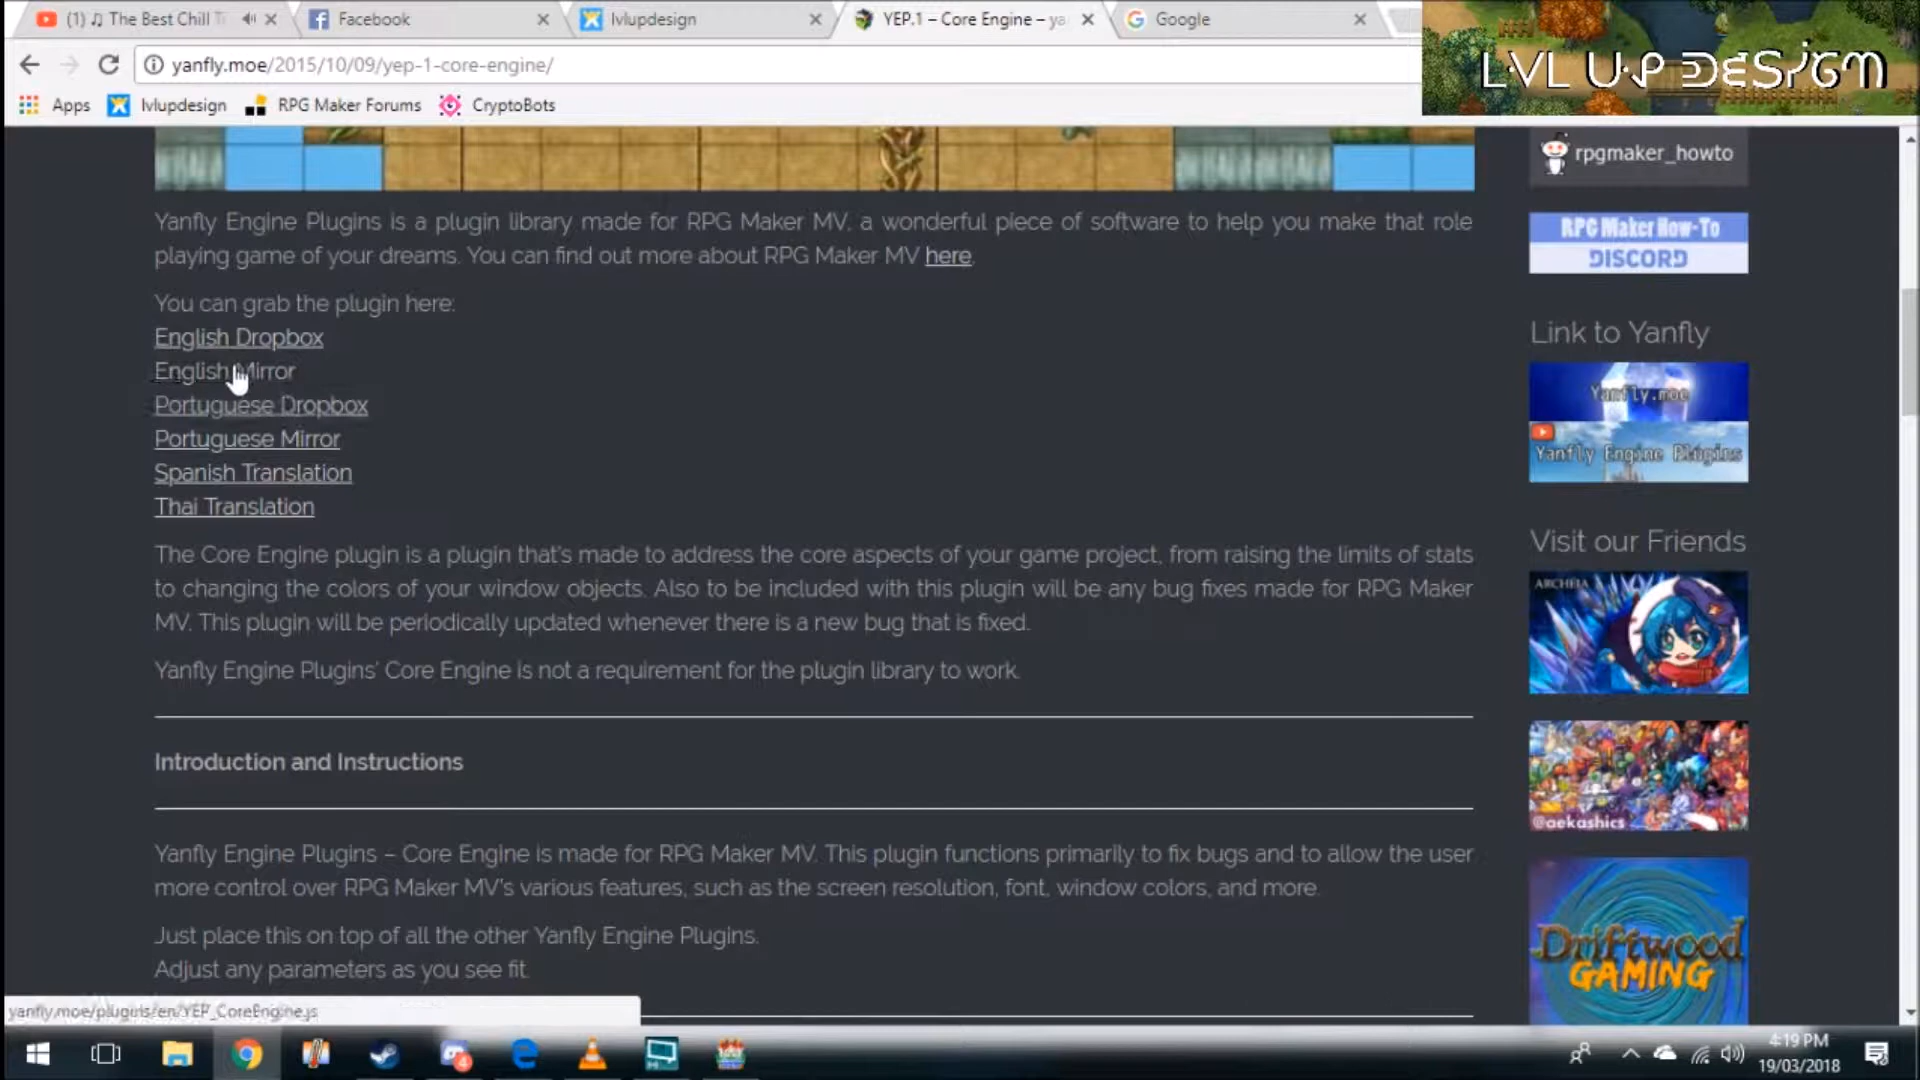 (1) ♫ The Best Chill
Facebook
lvlupdesign
YEP.1 – Core Engine – ya
Google
yanfly.moe/2015/10/09/yep-1-core-engine/
LVL UP DESIGN
Apps
lvlupdesign
RPG Maker Forums
CryptoBots
rpgmaker_howto
Yanfly Engine Plugins is a plugin library made for RPG Maker MV, a wonderful piece of software to help you make that role
playing game of your dreams. You can find out more about RPG Maker MV here.
RPG Maker How-To
DISCORD
You can grab the plugin here:
English Dropbox
English Mirror
Portuguese Dropbox
Portuguese Mirror
Spanish Translation
Thai Translation
Link to Yanfly
Yanfly.moe
Yanfly Engine Plugins
The Core Engine plugin is a plugin that's made to address the core aspects of your game project, from raising the limits of stats
to changing the colors of your window objects. Also to be included with this plugin will be any bug fixes made for RPG Maker
MV. This plugin will be periodically updated whenever there is a new bug that is fixed.
Yanfly Engine Plugins' Core Engine is not a requirement for the plugin library to work.
Visit our Friends
ARCHEIA
@aekashics
Driftwood
GAMING
Introduction and Instructions
Yanfly Engine Plugins – Core Engine is made for RPG Maker MV. This plugin functions primarily to fix bugs and to allow the user
more control over RPG Maker MV's various features, such as the screen resolution, font, window colors, and more.
Just place this on top of all the other Yanfly Engine Plugins.
Adjust any parameters as you see fit.
yanfly.moe/plugins/en/YEP_CoreEngine.js
4
4:19 PM
19/03/2018